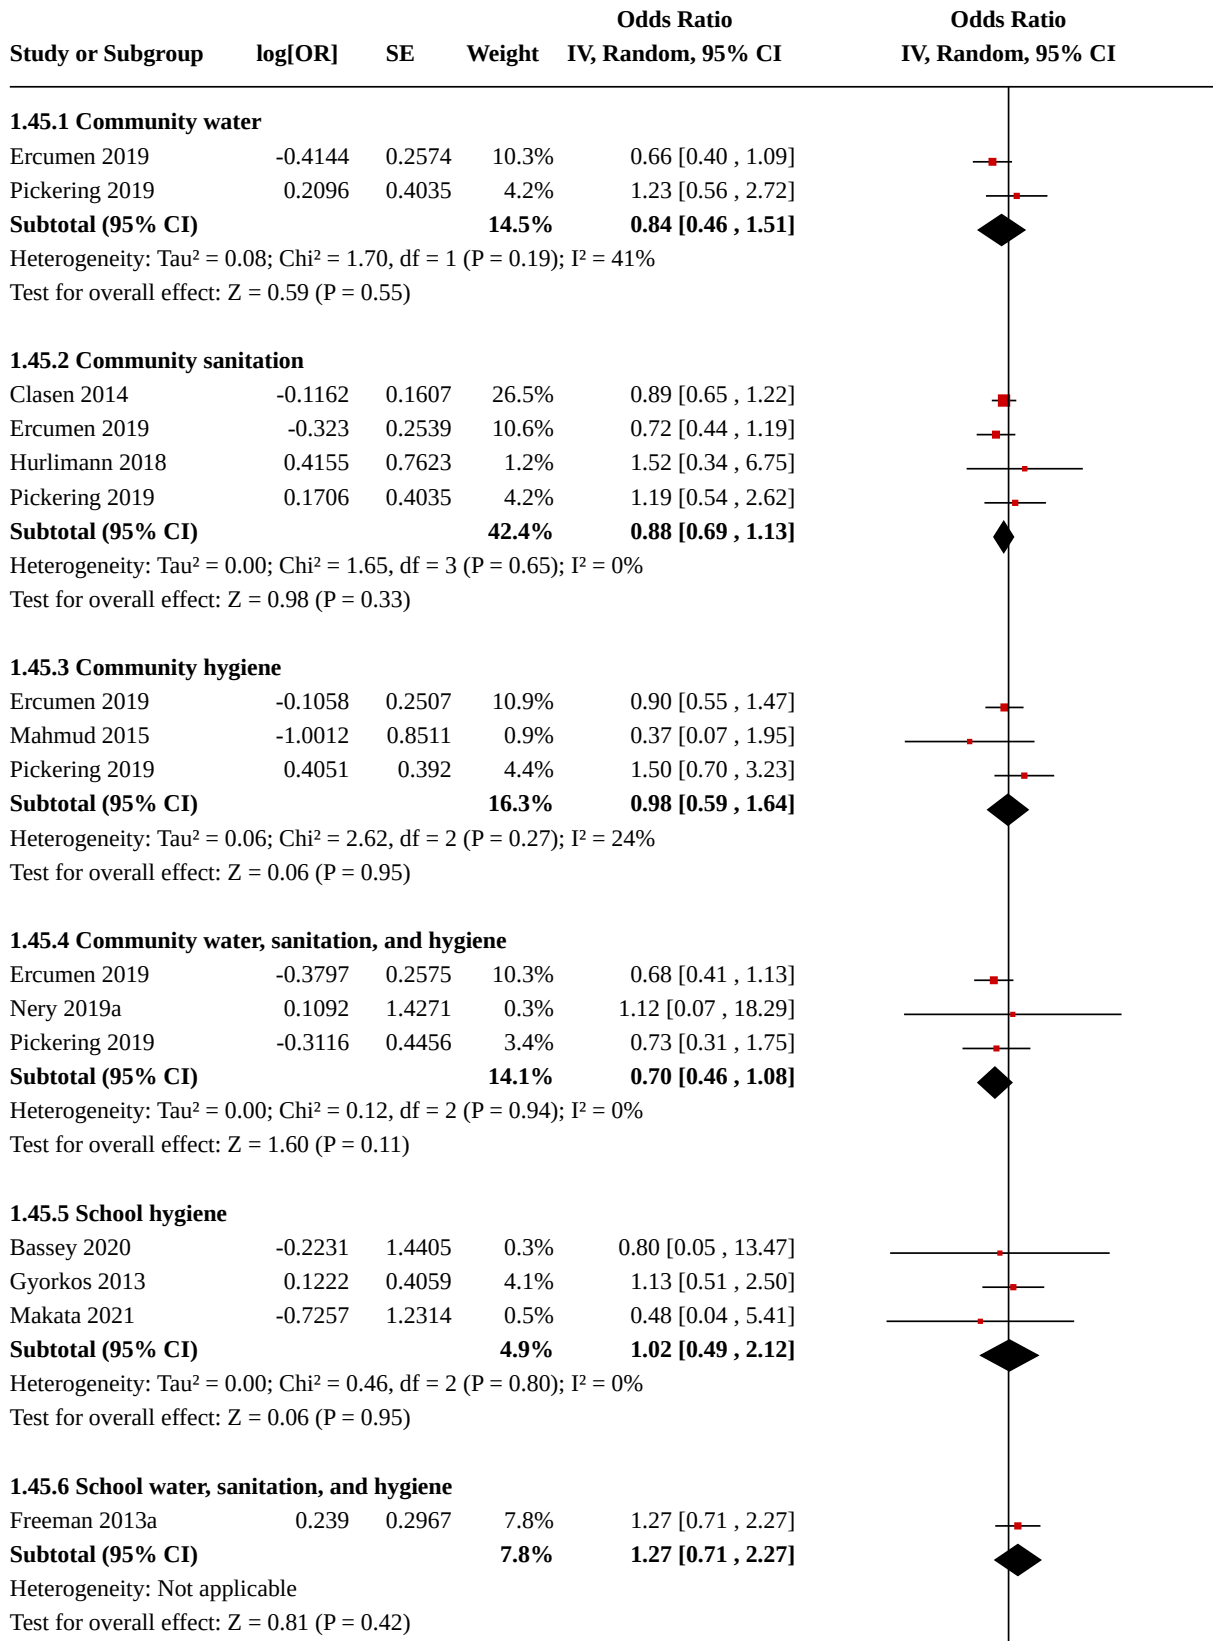 Odds Ratio Odds Ratio
Study or Subgroup log[OR] SE Weight IV, Random, 95% CI IV, Random, 95% CI
1.45.1 Community water
Ercumen 2019 -0.4144 0.2574 10.3% 0.66 [0.40 , 1.09]
Pickering 2019 0.2096 0.4035 4.2% 1.23 [0.56 , 2.72]
Subtotal (95% CI) 14.5% 0.84 [0.46 , 1.51]
Heterogeneity: Tau² = 0.08; Chi² = 1.70, df = 1 (P = 0.19); I² = 41%
Test for overall effect: Z = 0.59 (P = 0.55)
1.45.2 Community sanitation
Clasen 2014 -0.1162 0.1607 26.5% 0.89 [0.65 , 1.22]
Ercumen 2019 -0.323 0.2539 10.6% 0.72 [0.44 , 1.19]
Hurlimann 2018 0.4155 0.7623 1.2% 1.52 [0.34 , 6.75]
Pickering 2019 0.1706 0.4035 4.2% 1.19 [0.54 , 2.62]
Subtotal (95% CI) 42.4% 0.88 [0.69 , 1.13]
Heterogeneity: Tau² = 0.00; Chi² = 1.65, df = 3 (P = 0.65); I² = 0%
Test for overall effect: Z = 0.98 (P = 0.33)
1.45.3 Community hygiene
Ercumen 2019 -0.1058 0.2507 10.9% 0.90 [0.55 , 1.47]
Mahmud 2015 -1.0012 0.8511 0.9% 0.37 [0.07 , 1.95]
Pickering 2019 0.4051 0.392 4.4% 1.50 [0.70 , 3.23]
Subtotal (95% CI) 16.3% 0.98 [0.59 , 1.64]
Heterogeneity: Tau² = 0.06; Chi² = 2.62, df = 2 (P = 0.27); I² = 24%
Test for overall effect: Z = 0.06 (P = 0.95)
1.45.4 Community water, sanitation, and hygiene
Ercumen 2019 -0.3797 0.2575 10.3% 0.68 [0.41 , 1.13]
Nery 2019a 0.1092 1.4271 0.3% 1.12 [0.07 , 18.29]
Pickering 2019 -0.3116 0.4456 3.4% 0.73 [0.31 , 1.75]
Subtotal (95% CI) 14.1% 0.70 [0.46 , 1.08]
Heterogeneity: Tau² = 0.00; Chi² = 0.12, df = 2 (P = 0.94); I² = 0%
Test for overall effect: Z = 1.60 (P = 0.11)
1.45.5 School hygiene
Bassey 2020 -0.2231 1.4405 0.3% 0.80 [0.05 , 13.47]
Gyorkos 2013 0.1222 0.4059 4.1% 1.13 [0.51 , 2.50]
Makata 2021 -0.7257 1.2314 0.5% 0.48 [0.04 , 5.41]
Subtotal (95% CI) 4.9% 1.02 [0.49 , 2.12]
Heterogeneity: Tau² = 0.00; Chi² = 0.46, df = 2 (P = 0.80); I² = 0%
Test for overall effect: Z = 0.06 (P = 0.95)
1.45.6 School water, sanitation, and hygiene
Freeman 2013a 0.239 0.2967 7.8% 1.27 [0.71 , 2.27]
Subtotal (95% CI) 7.8% 1.27 [0.71 , 2.27]
Heterogeneity: Not applicable
Test for overall effect: Z = 0.81 (P = 0.42)